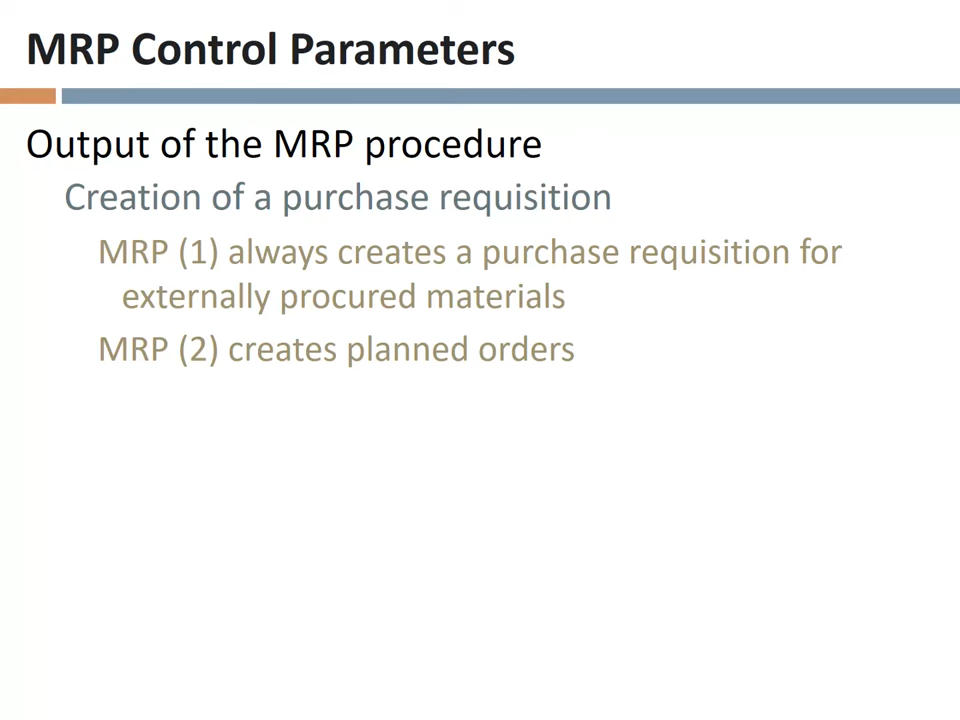 MRP Control Parameters
Output of the MRP procedure
Creation of a purchase requisition
MRP (1) always creates a purchase requisition for
externally procured materials
MRP (2) creates planned orders